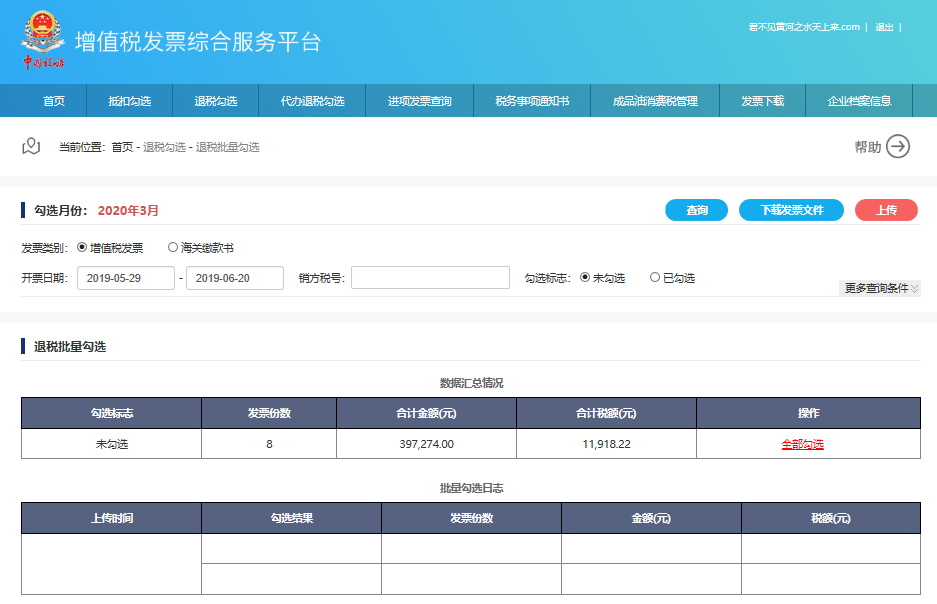 君不见黄河之水天上来.com | 退出 |
增值税发票综合服务平台
中国税务
首页 抵扣勾选 退税勾选 代办退税勾选 进项发票查询 税务事项通知书 成品油消费税管理 发票下载 企业档案信息
当前位置: 首页 - 退税勾选 - 退税批量勾选 帮助
勾选月份: 2020年3月 查询 下载发票文件 上传
发票类别: 增值税发票 海关缴款书
开票日期: 2019-05-29 - 2019-06-20 销方税号: 勾选标志: 未勾选 已勾选
更多查询条件
退税批量勾选
数据汇总情况
勾选标志 发票份数 合计金额(元) 合计税额(元) 操作
未勾选 8 397,274.00 11,918.22 全部勾选
批量勾选日志
上传时间 勾选结果 发票份数 金额(元) 税额(元)